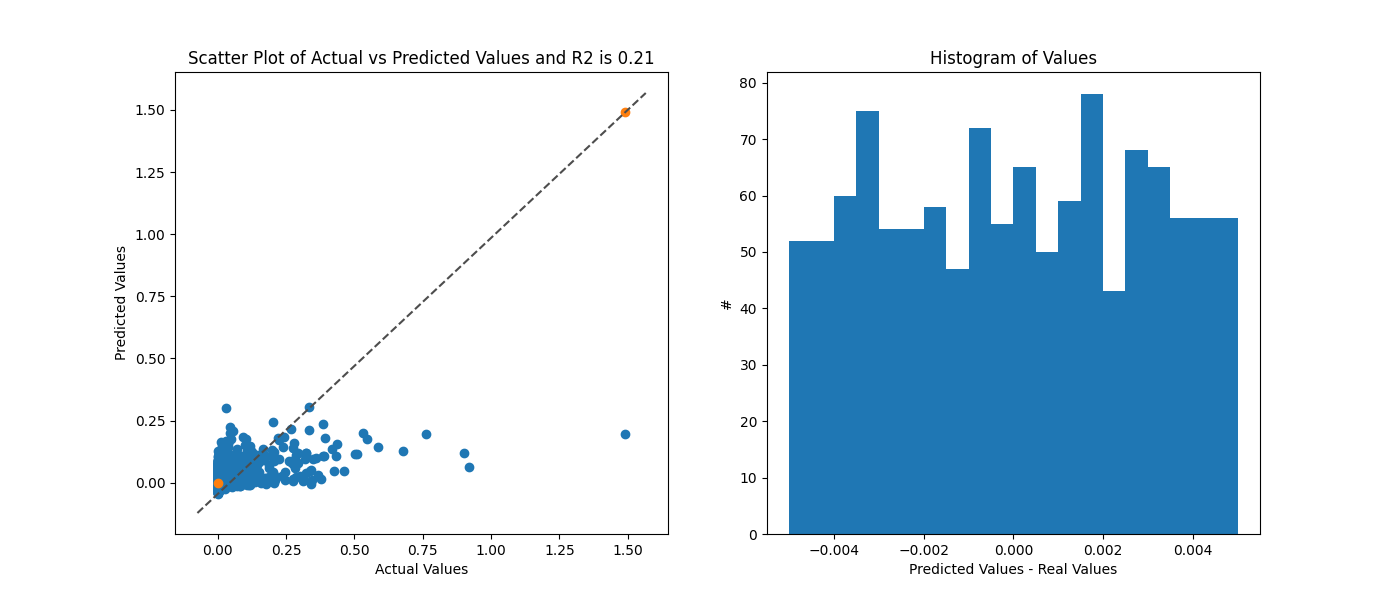 Scatter Plot of Actual vs Predicted Values and R2 is 0.21
1.50
1.25
1.00
0.75
0.50
0.25
0.00
Predicted Values
0.00 0.25 0.50 0.75 1.00 1.25 1.50
Actual Values
Histogram of Values
80
70
60
50
40
30
20
10
0
#
−0.004 −0.002 0.000 0.002 0.004
Predicted Values - Real Values